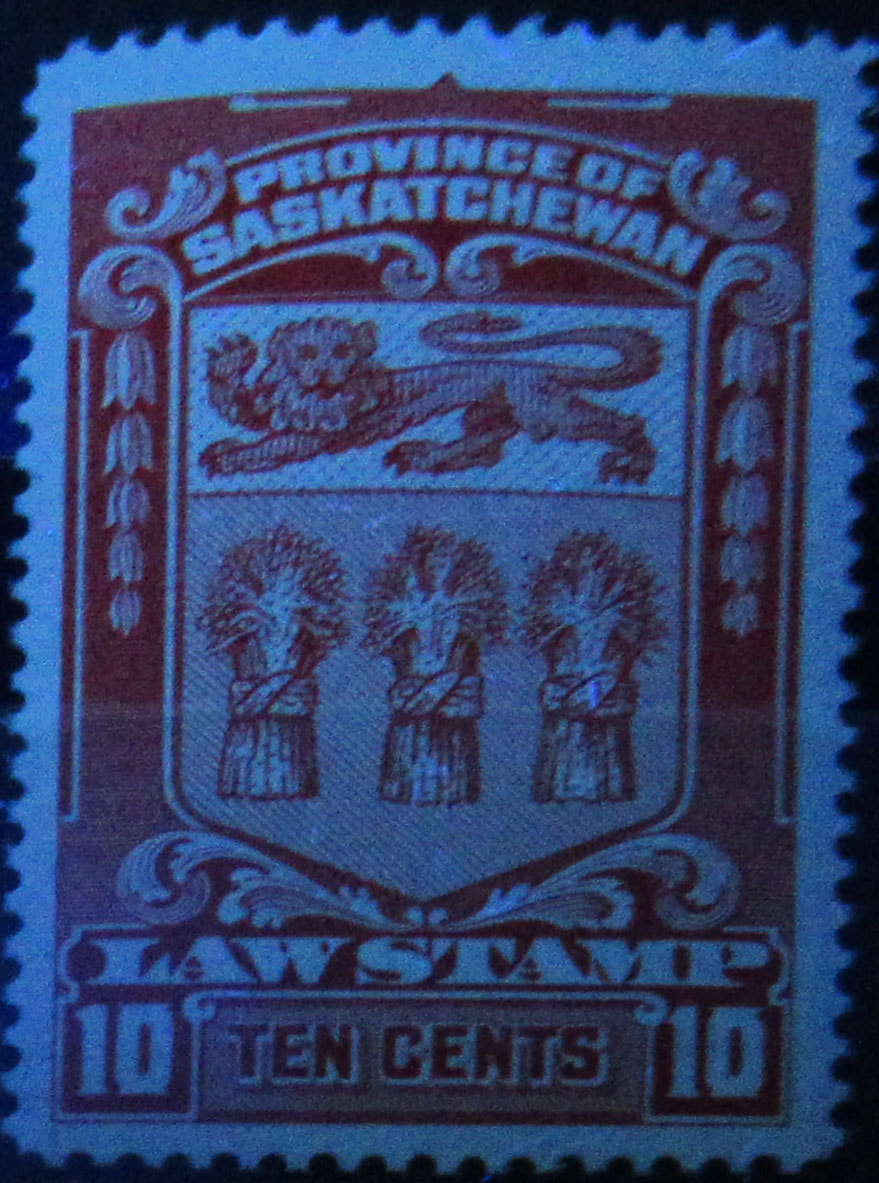 PROVINCE OF
SASKATCHEWAN
LAW STAMP
10 TEN CENTS 10